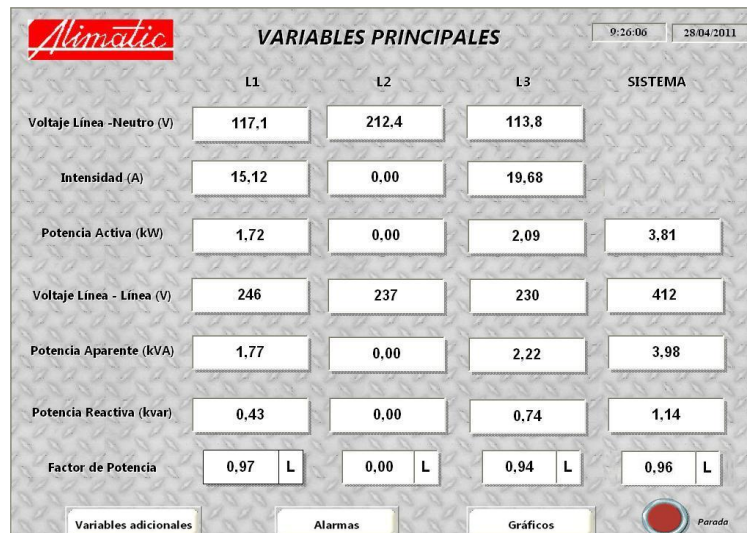 Alimatic
VARIABLES PRINCIPALES
9:26:06 28/04/2011
L1 L2 L3 SISTEMA
Voltaje Línea -Neutro (V) 117,1 212,4 113,8
Intensidad (A) 15,12 0,00 19,68
Potencia Activa (kW) 1,72 0,00 2,09 3,81
Voltaje Línea - Línea (V) 246 237 230 412
Potencia Aparente (kVA) 1,77 0,00 2,22 3,98
Potencia Reactiva (kvar) 0,43 0,00 0,74 1,14
Factor de Potencia 0,97 L 0,00 L 0,94 L 0,96 L
Variables adicionales Alarmas Gráficos Parada